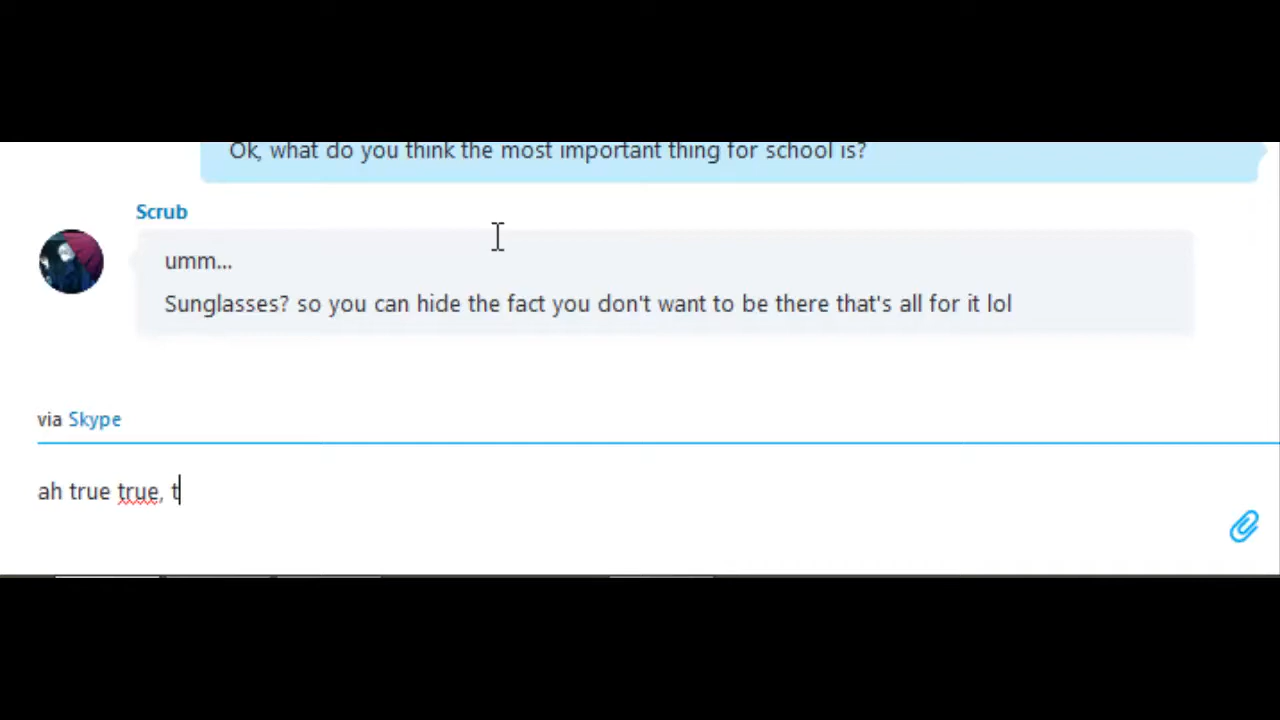 Ok, what do you think the most important thing for school is?
Scrub
umm...
Sunglasses? so you can hide the fact you don't want to be there that's all for it lol
via Skype
ah true true, t